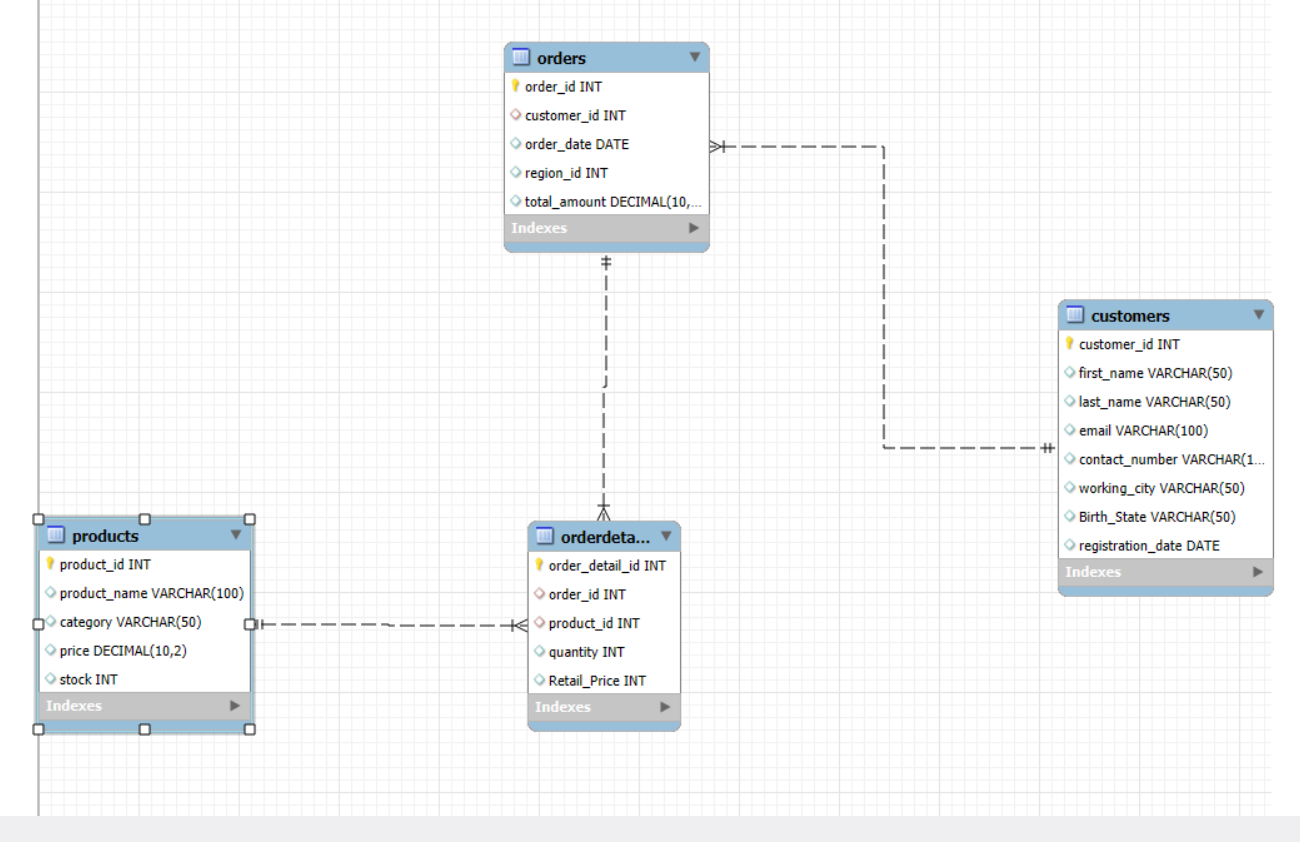 orders
order_id INT
customer_id INT
order_date DATE
region_id INT
total_amount DECIMAL(10,...
Indexes
customers
customer_id INT
first_name VARCHAR(50)
last_name VARCHAR(50)
email VARCHAR(100)
contact_number VARCHAR(1...
working_city VARCHAR(50)
Birth_State VARCHAR(50)
registration_date DATE
Indexes
products
product_id INT
product_name VARCHAR(100)
category VARCHAR(50)
price DECIMAL(10,2)
stock INT
Indexes
orderdeta...
order_detail_id INT
order_id INT
product_id INT
quantity INT
Retail_Price INT
Indexes